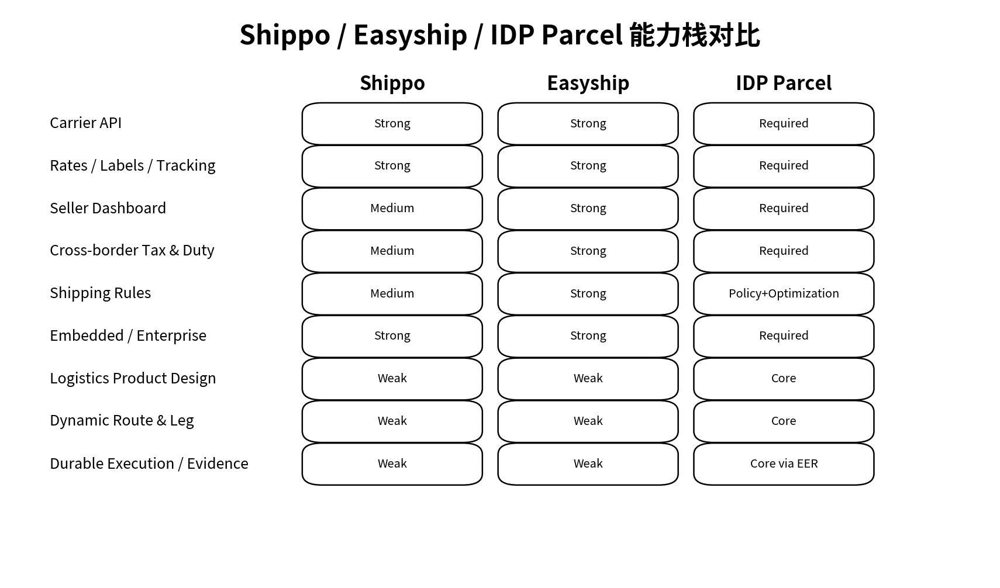 Shippo / Easyship / IDP Parcel 能力栈对比
Shippo Easyship IDP Parcel
Carrier API Strong Strong Required
Rates / Labels / Tracking Strong Strong Required
Seller Dashboard Medium Strong Required
Cross-border Tax & Duty Medium Strong Required
Shipping Rules Medium Strong Policy+Optimization
Embedded / Enterprise Strong Strong Required
Logistics Product Design Weak Weak Core
Dynamic Route & Leg Weak Weak Core
Durable Execution / Evidence Weak Weak Core via EER